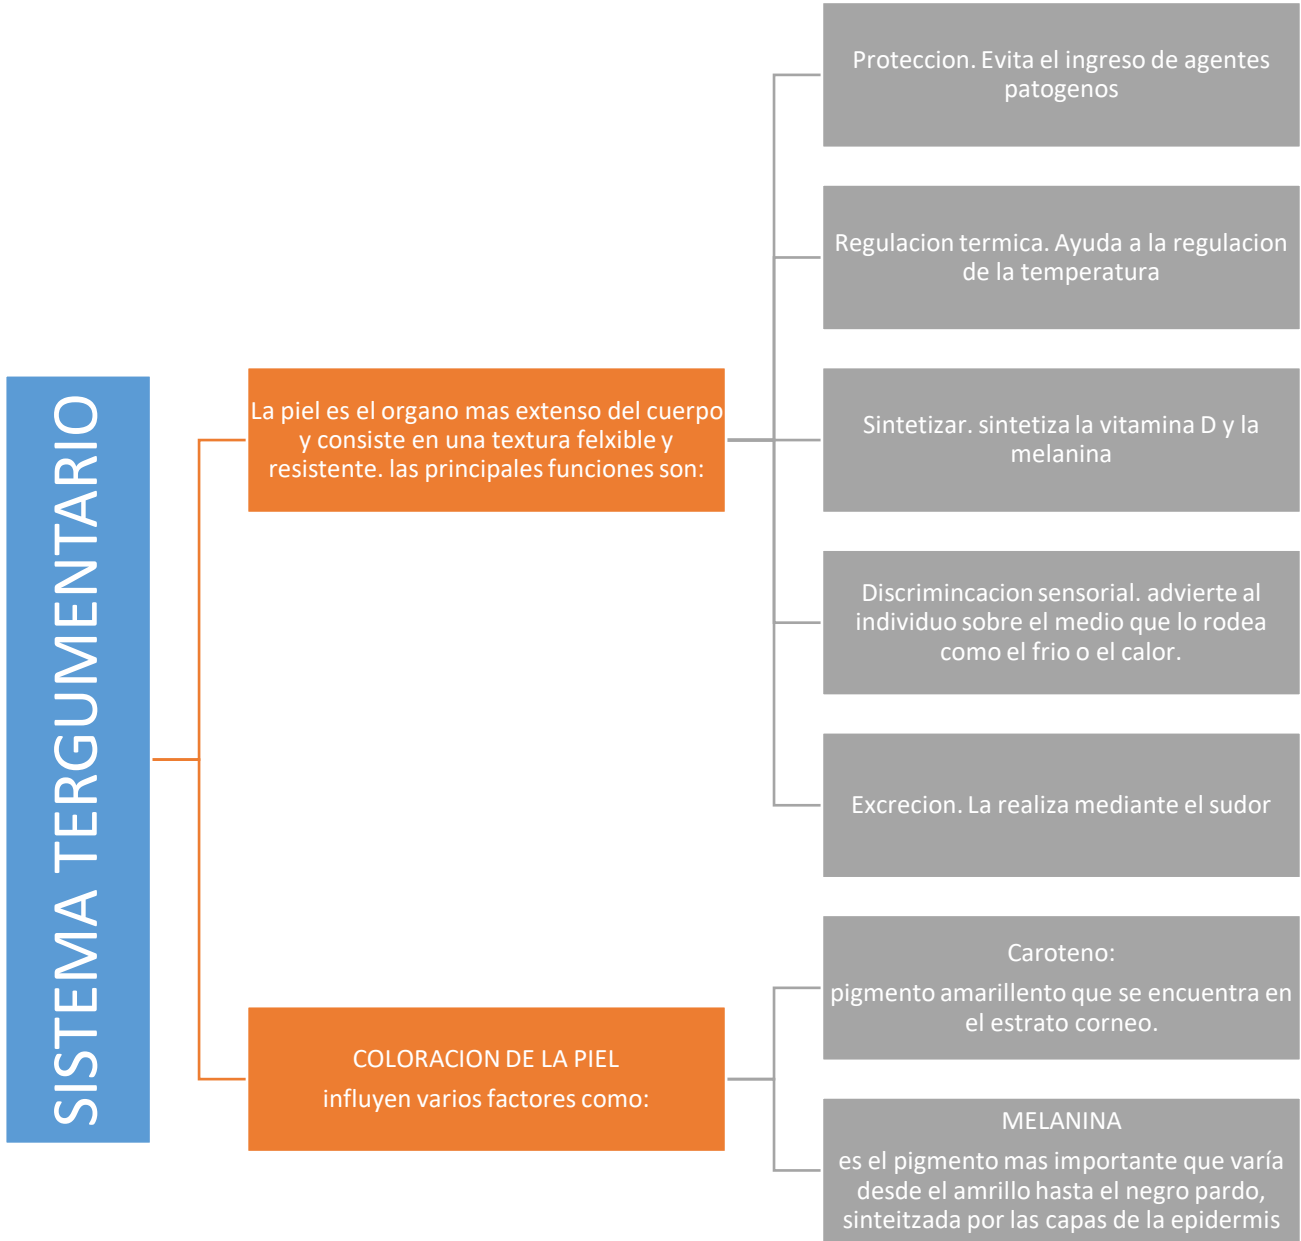 SISTEMA TERGUMENTARIO
La piel es el organo mas extenso del cuerpo
y consiste en una textura felxible y
resistente. las principales funciones son:
Proteccion. Evita el ingreso de agentes
patogenos
Regulacion termica. Ayuda a la regulacion
de la temperatura
Sintetizar. sintetiza la vitamina D y la
melanina
Discrimincacion sensorial. advierte al
individuo sobre el medio que lo rodea
como el frio o el calor.
Excrecion. La realiza mediante el sudor
COLORACION DE LA PIEL
influyen varios factores como:
Caroteno:
pigmento amarillento que se encuentra en
el estrato corneo.
MELANINA
es el pigmento mas importante que varía
desde el amrillo hasta el negro pardo,
sinteitzada por las capas de la epidermis